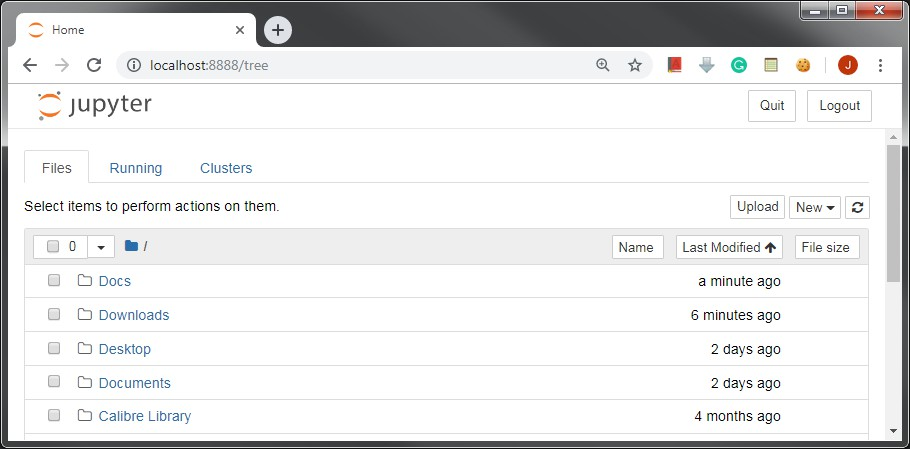 Home
localhost:8888/tree
J
jupyter
Quit Logout
Files Running Clusters
Select items to perform actions on them.
Upload New
0 / Name Last Modified File size
Docs a minute ago
Downloads 6 minutes ago
Desktop 2 days ago
Documents 2 days ago
Calibre Library 4 months ago